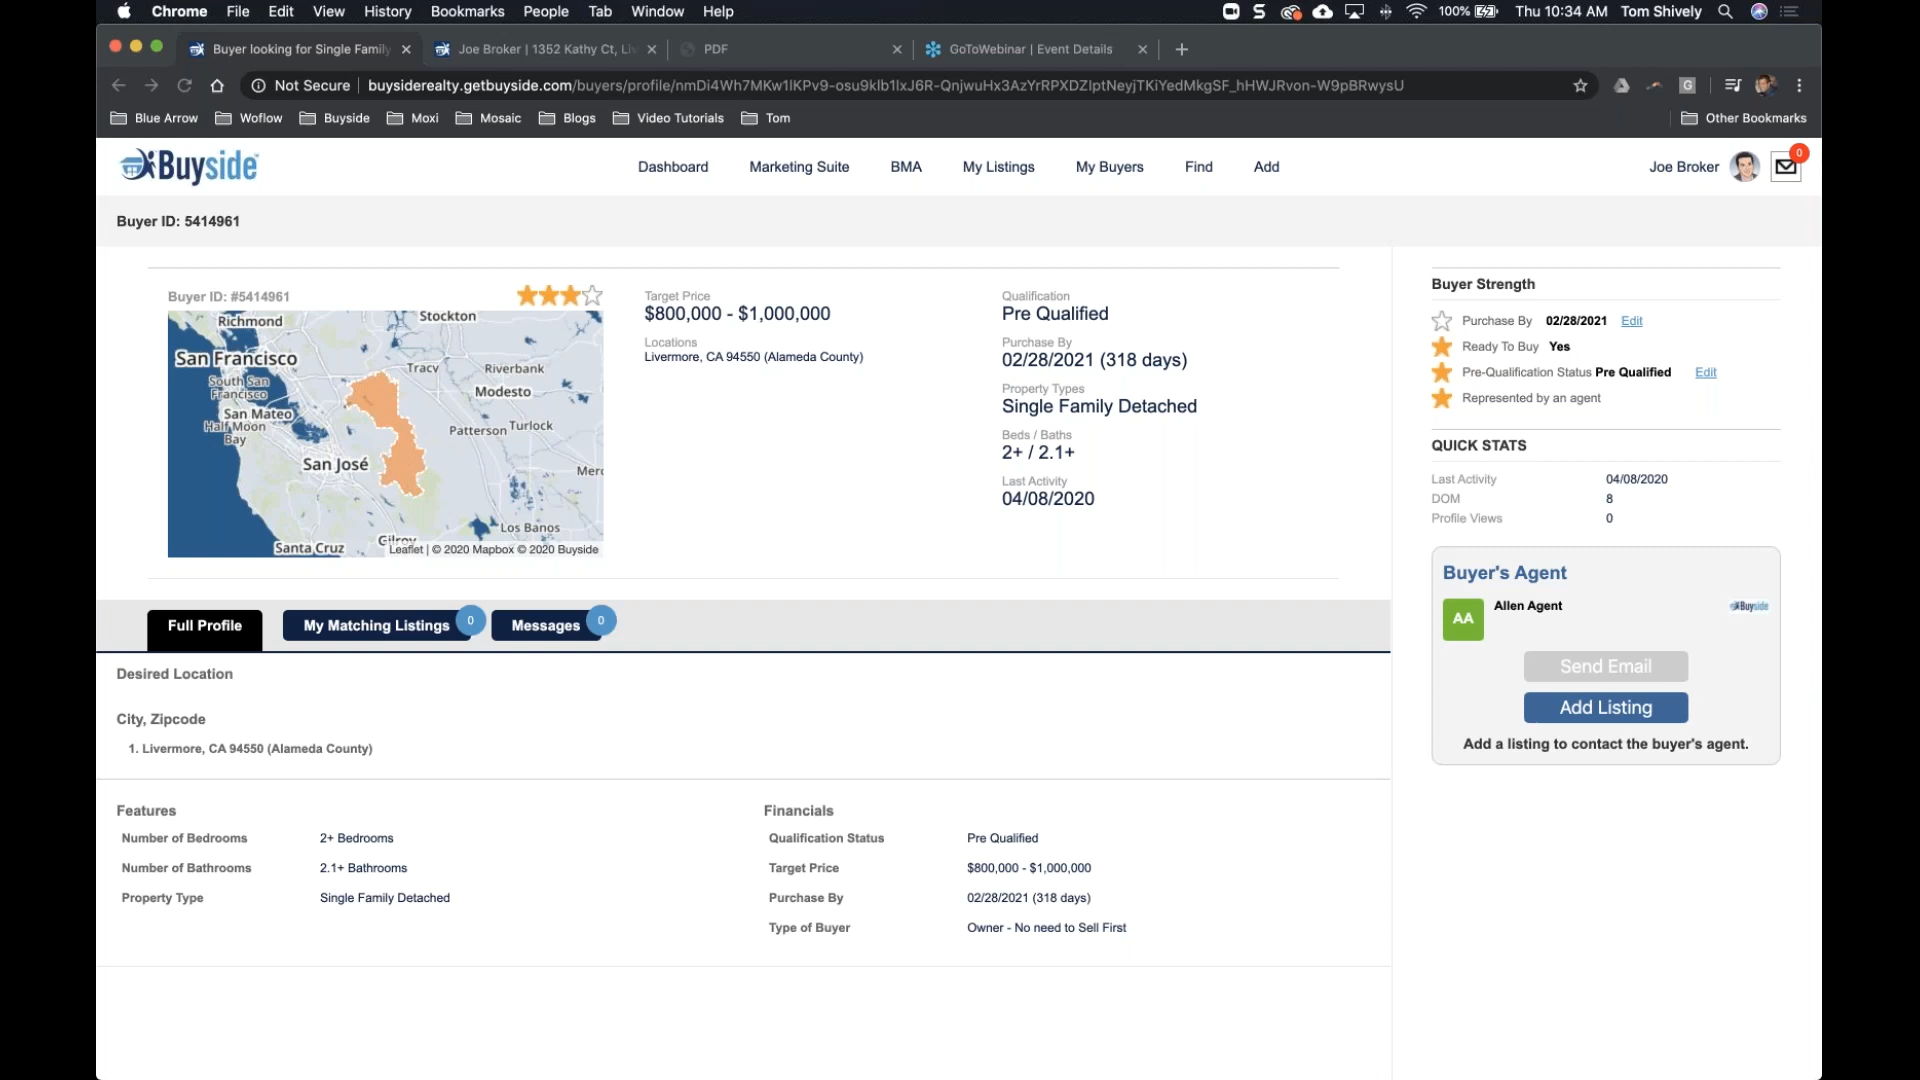 Chrome File Edit View History Bookmarks People Tab Window Help 100% Thu 10:34 AM Tom Shively
Buyer looking for Single Family Joe Broker | 1352 Kathy Ct, Li PDF GoToWebinar | Event Details
Not Secure buysiderealty.getbuyside.com/buyers/profile/nmDi4Wh7MKw1lKPv9-osu9kIb1lxJ6R-QnjwuHx3AzYrRPXDZIptNeyjTKiYedMkgSF_hHWJRvon-W9pBRwysU
Blue Arrow Woflow Buyside Moxi Mosaic Blogs Video Tutorials Tom Other Bookmarks
Buyside Dashboard Marketing Suite BMA My Listings My Buyers Find Add Joe Broker 0
Buyer ID: 5414961
Buyer ID: #5414961
Richmond Stockton
San Francisco
South San
Francisco
Tracy Riverbank
Modesto
San Mateo
Half Moon
Bay
Patterson Turlock
San José Merc
Los Banos
Santa Cruz Gilroy
Leaflet | © 2020 Mapbox © 2020 Buyside
Target Price
$800,000 - $1,000,000
Locations
Livermore, CA 94550 (Alameda County)
Qualification
Pre Qualified
Purchase By
02/28/2021 (318 days)
Property Types
Single Family Detached
Beds / Baths
2+ / 2.1+
Last Activity
04/08/2020
Buyer Strength
Purchase By 02/28/2021 Edit
Ready To Buy Yes
Pre-Qualification Status Pre Qualified Edit
Represented by an agent
QUICK STATS
Last Activity 04/08/2020
DOM 8
Profile Views 0
Buyer's Agent
AA Allen Agent Buyside
Send Email
Add Listing
Add a listing to contact the buyer's agent.
Full Profile My Matching Listings 0 Messages 0
Desired Location
City, Zipcode
1. Livermore, CA 94550 (Alameda County)
Features
Number of Bedrooms 2+ Bedrooms
Number of Bathrooms 2.1+ Bathrooms
Property Type Single Family Detached
Financials
Qualification Status Pre Qualified
Target Price $800,000 - $1,000,000
Purchase By 02/28/2021 (318 days)
Type of Buyer Owner - No need to Sell First